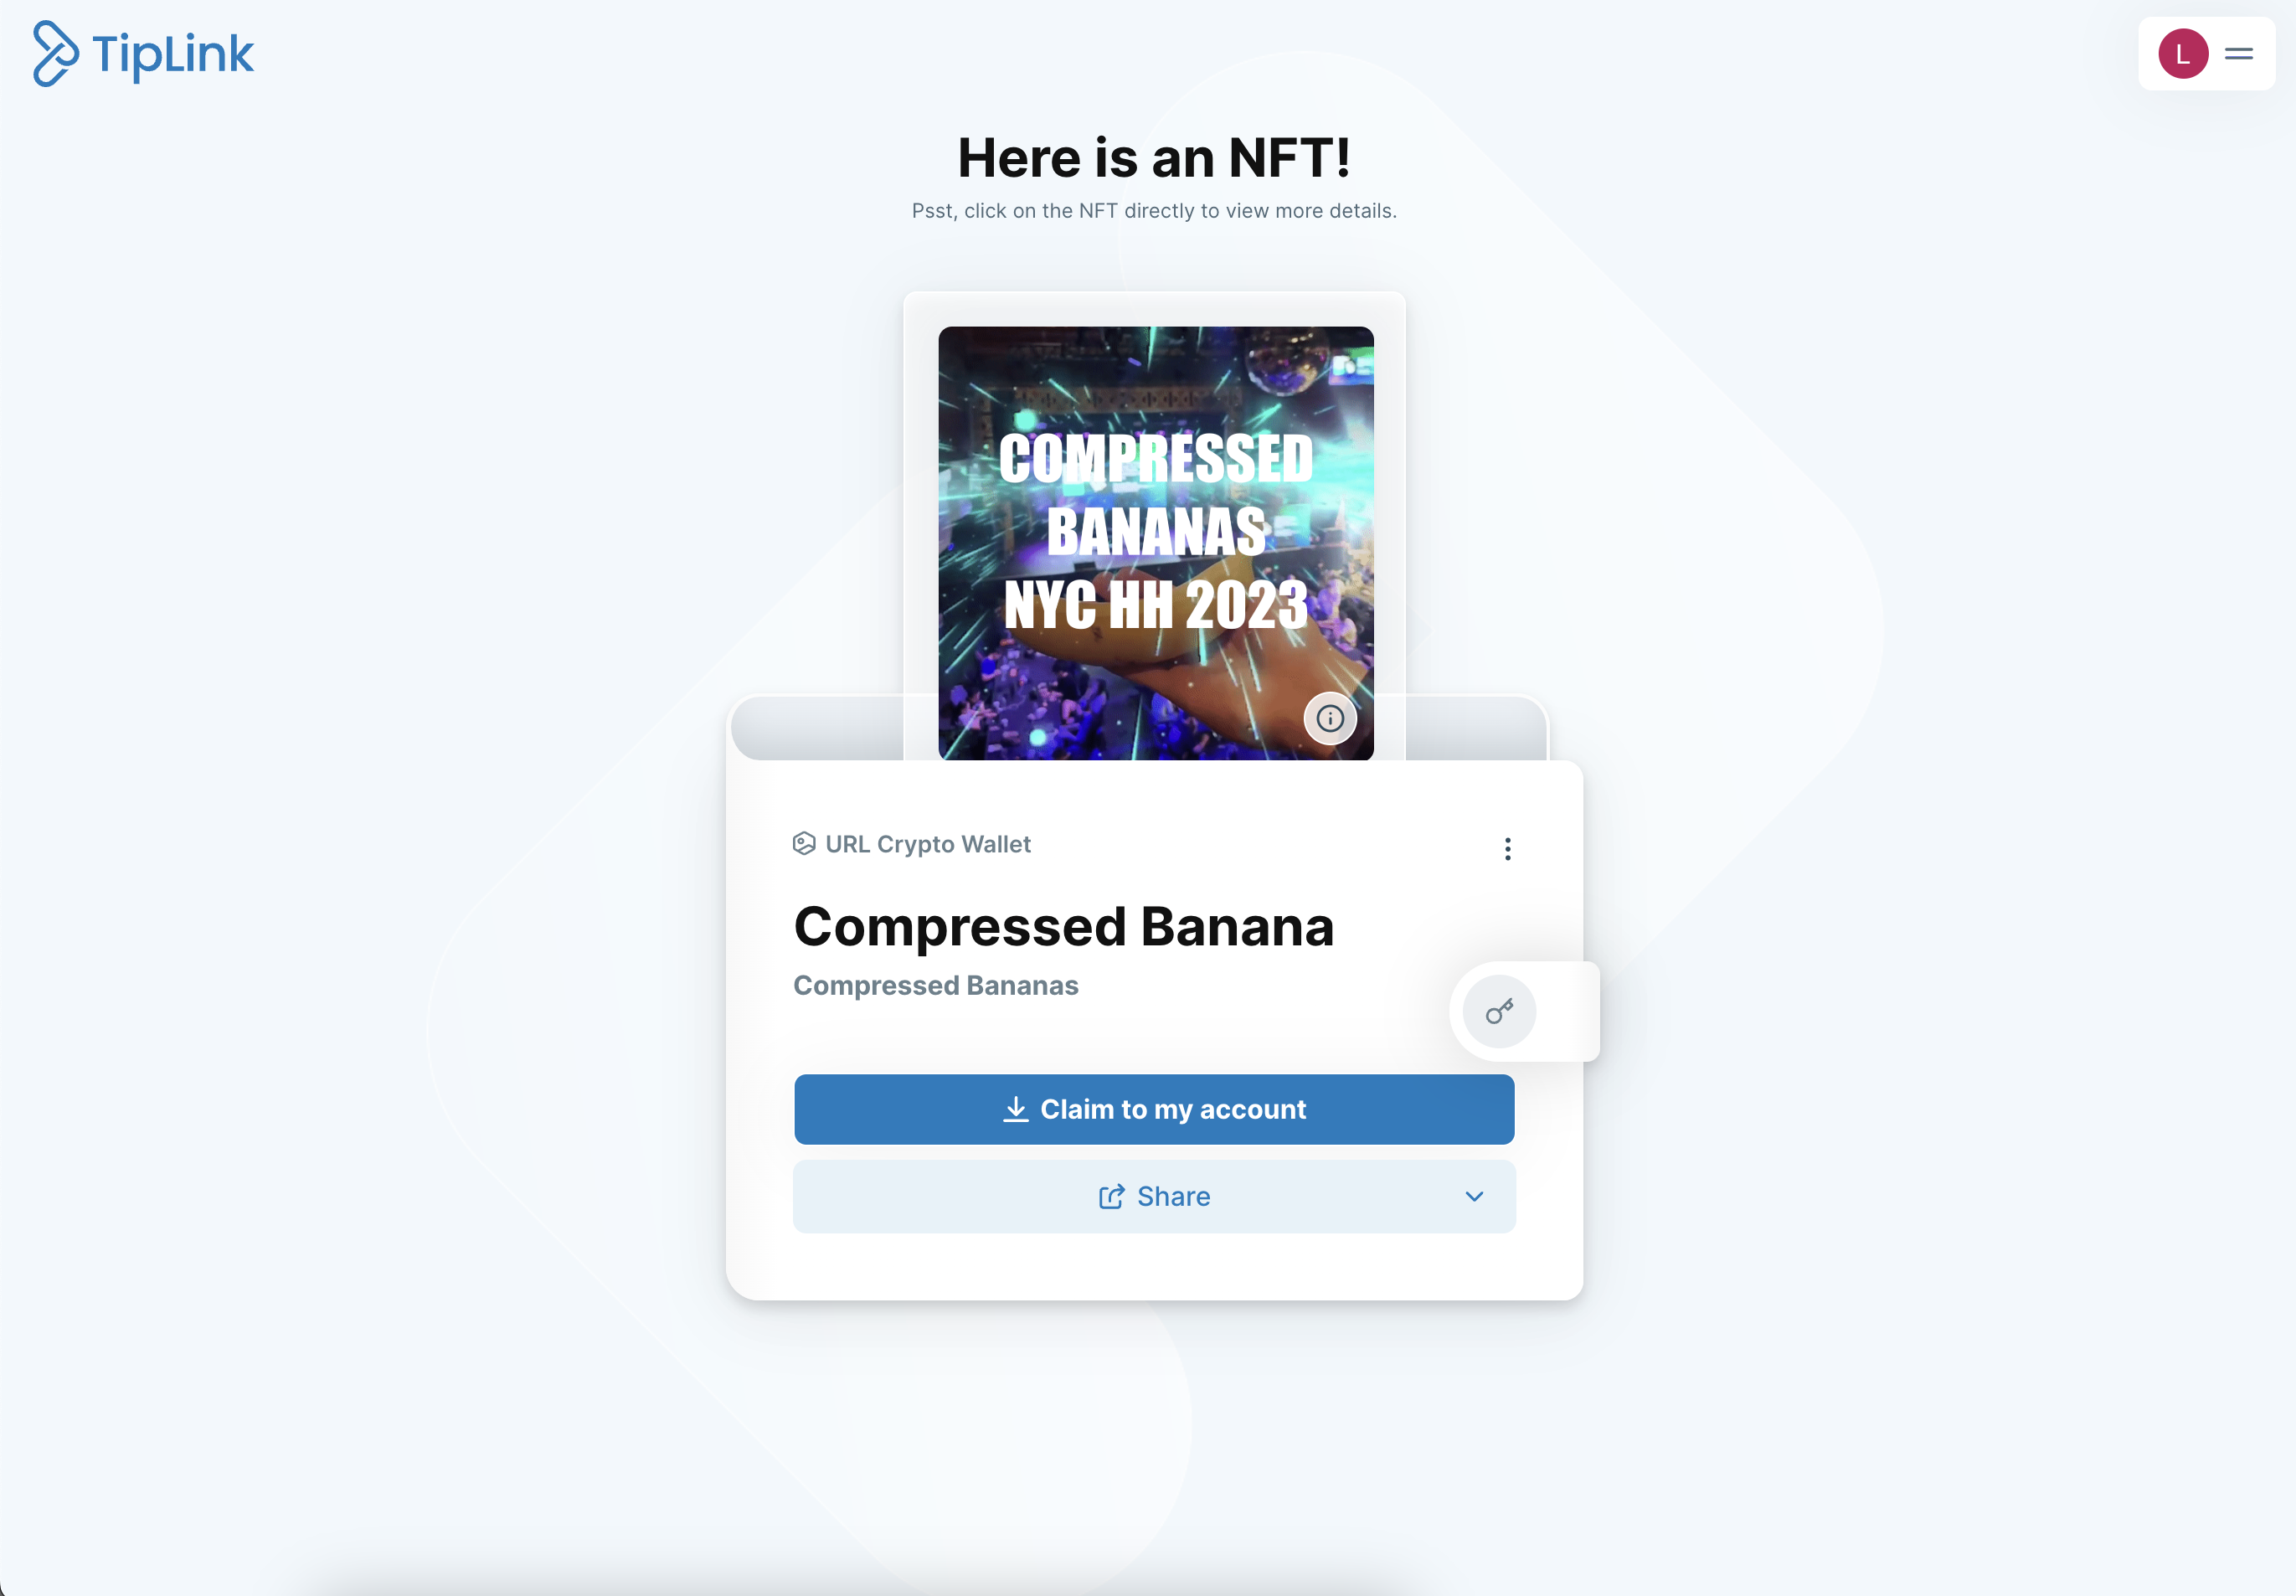 TipLink
L
Here is an NFT!
Psst, click on the NFT directly to view more details.
COMPRESSED
BANANAS
NYC HH 2023
URL Crypto Wallet
Compressed Banana
Compressed Bananas
Claim to my account
Share